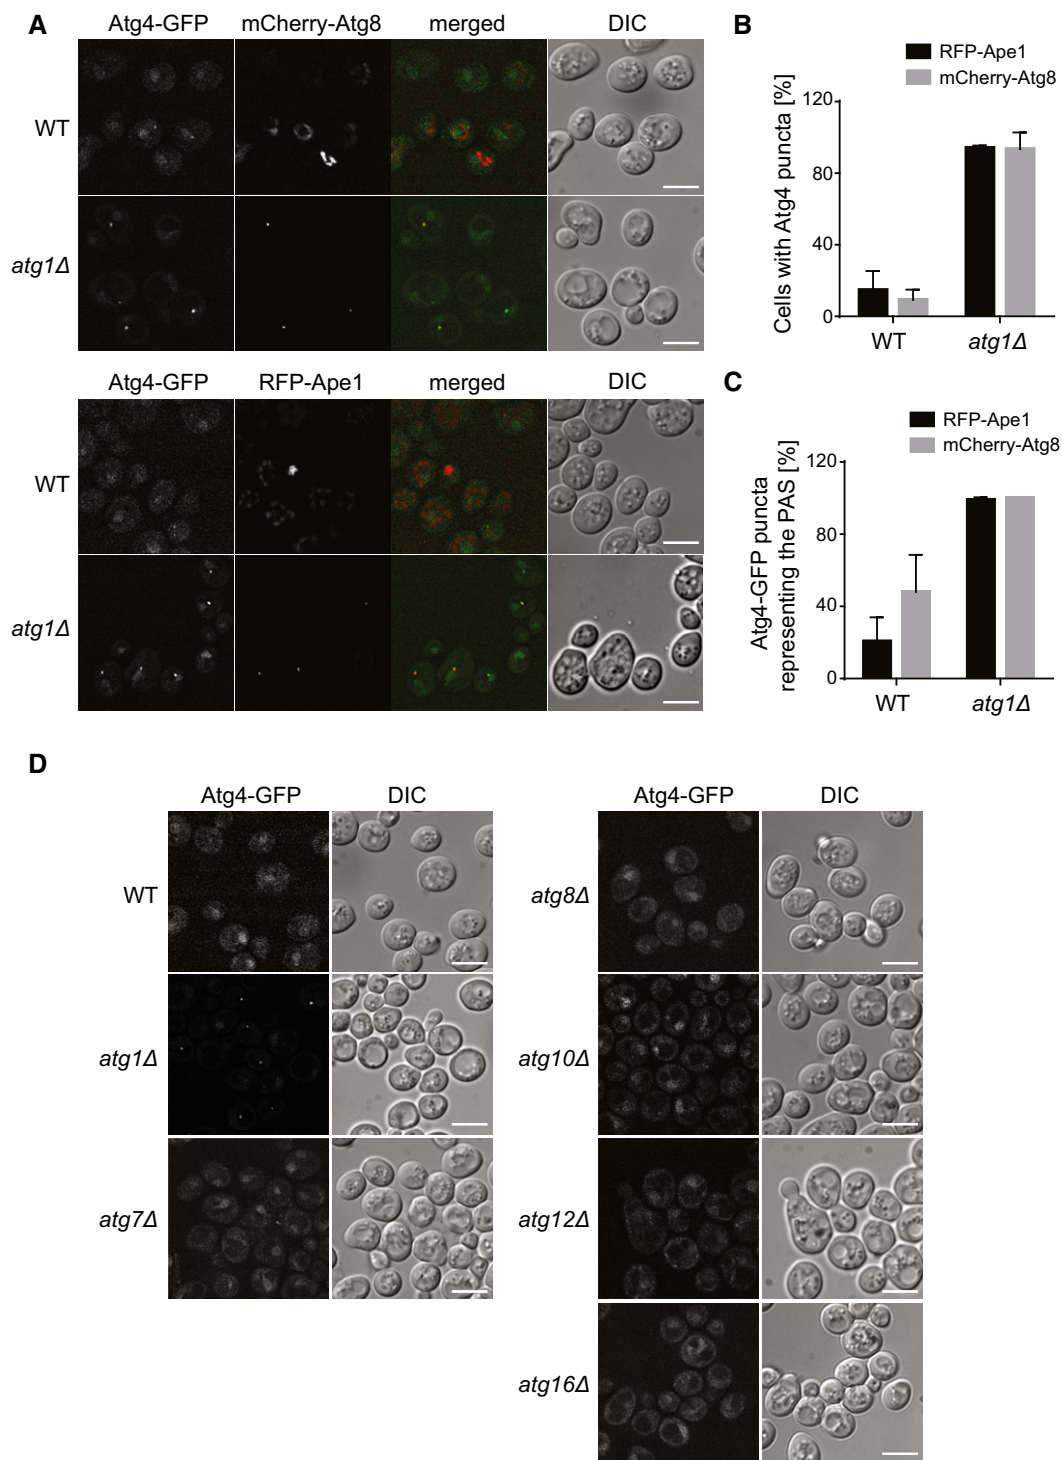 A
Atg4-GFP mCherry-Atg8 merged DIC
WT
atg1Δ
Atg4-GFP RFP-Ape1 merged DIC
WT
atg1Δ
B
RFP-Ape1
mCherry-Atg8
Cells with Atg4 puncta [%]
120
80
40
0
WT atg1Δ
C
RFP-Ape1
mCherry-Atg8
Atg4-GFP puncta
representing the PAS [%]
120
80
40
0
WT atg1Δ
D
Atg4-GFP DIC
WT
atg1Δ
atg7Δ
Atg4-GFP DIC
atg8Δ
atg10Δ
atg12Δ
atg16Δ